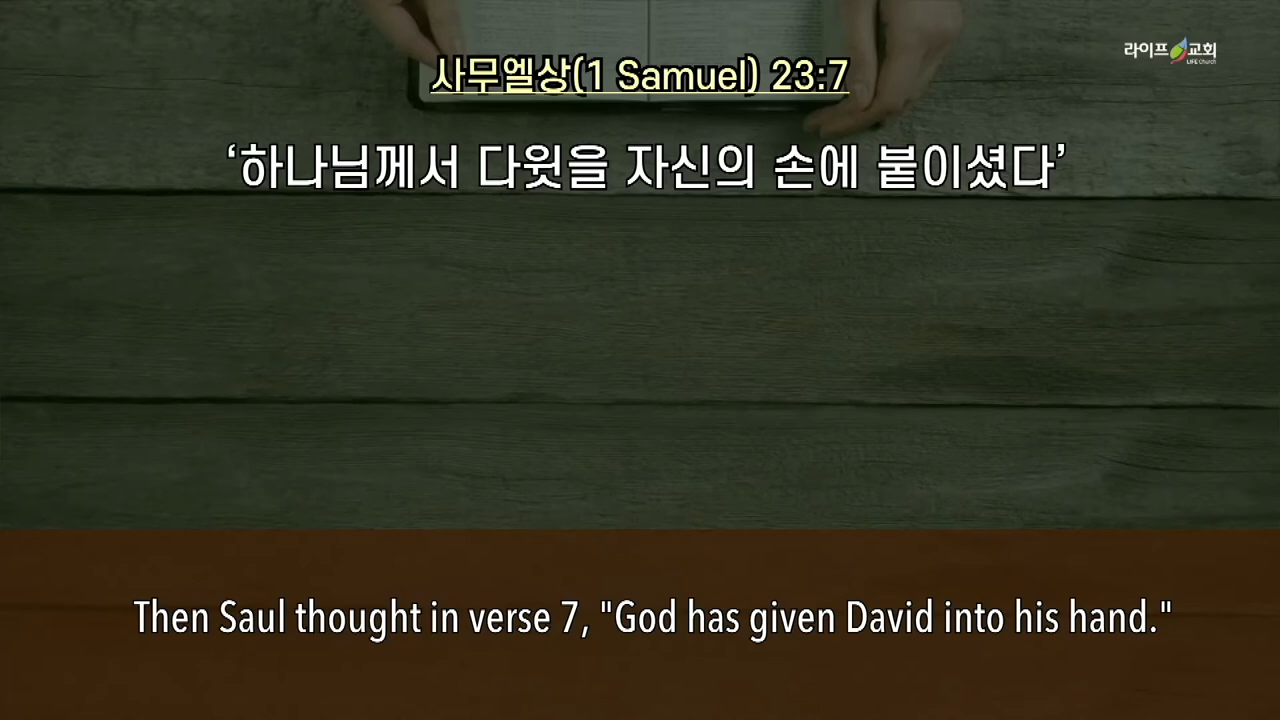 라이프 교회
LIFE Church
사무엘상(1 Samuel) 23:7
‘하나님께서 다윗을 자신의 손에 붙이셨다’
Then Saul thought in verse 7, "God has given David into his hand."